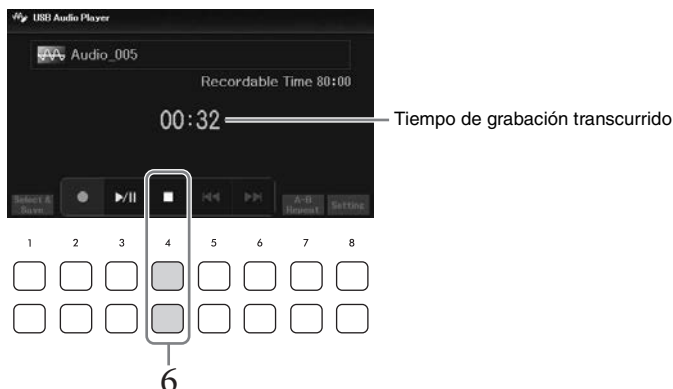 USB Audio Player
Audio_005
Recordable Time 80:00
00:32
Tiempo de grabación transcurrido
Select & Save
A-B Repeat
Setting
1 2 3 4 5 6 7 8
6